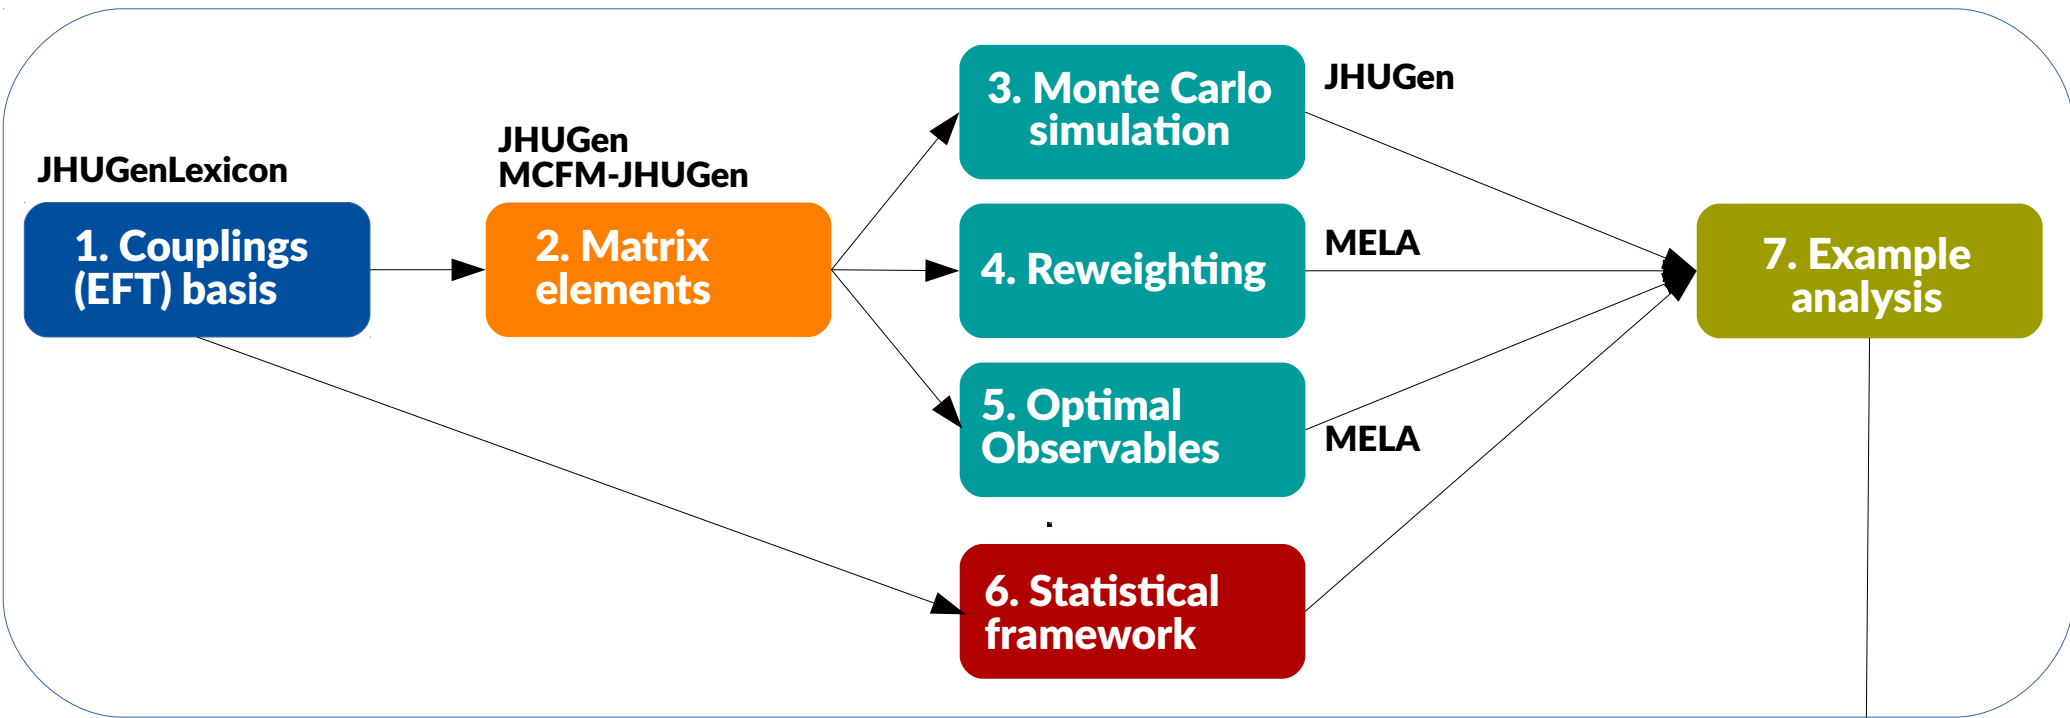 JHUGenLexicon
1. Couplings
(EFT) basis
JHUGen
MCFM-JHUGen
2. Matrix
elements
3. Monte Carlo
simulation
JHUGen
4. Reweighting
MELA
5. Optimal
Observables
MELA
6. Statistical
framework
7. Example
analysis